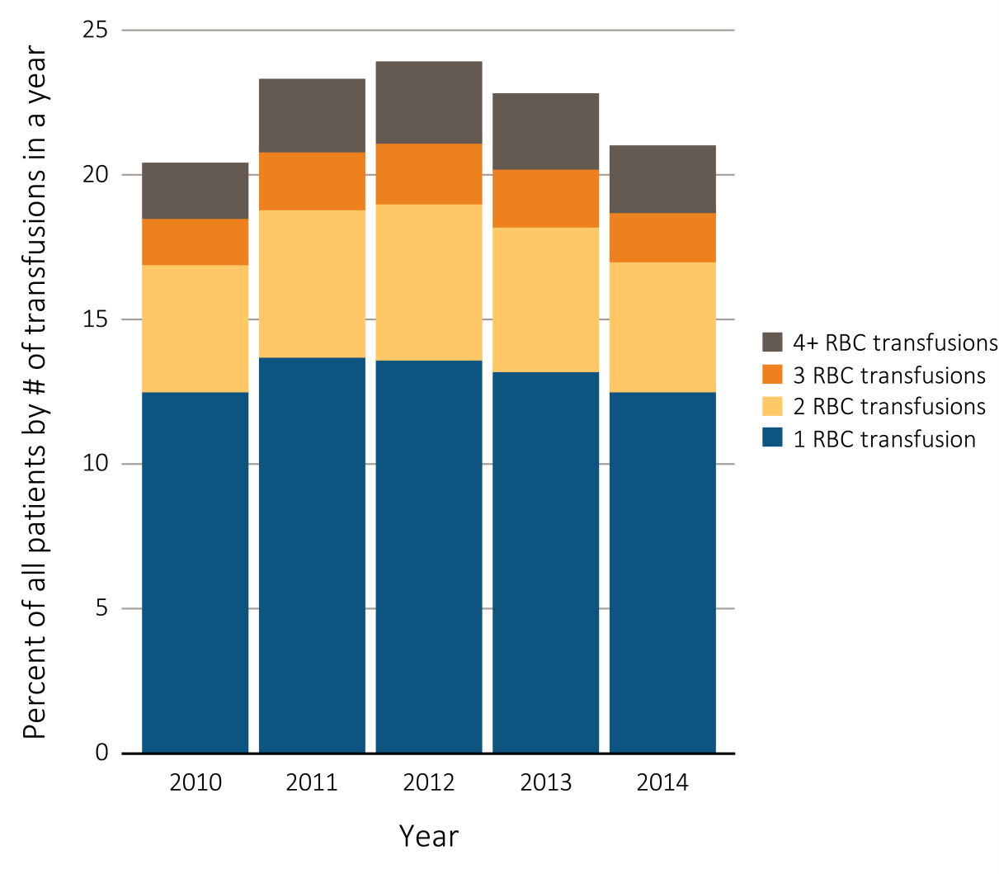 Percent of all patients by # of transfusions in a year
25
20
15
10
5
0
2010 2011 2012 2013 2014
Year
4+ RBC transfusions
3 RBC transfusions
2 RBC transfusions
1 RBC transfusion